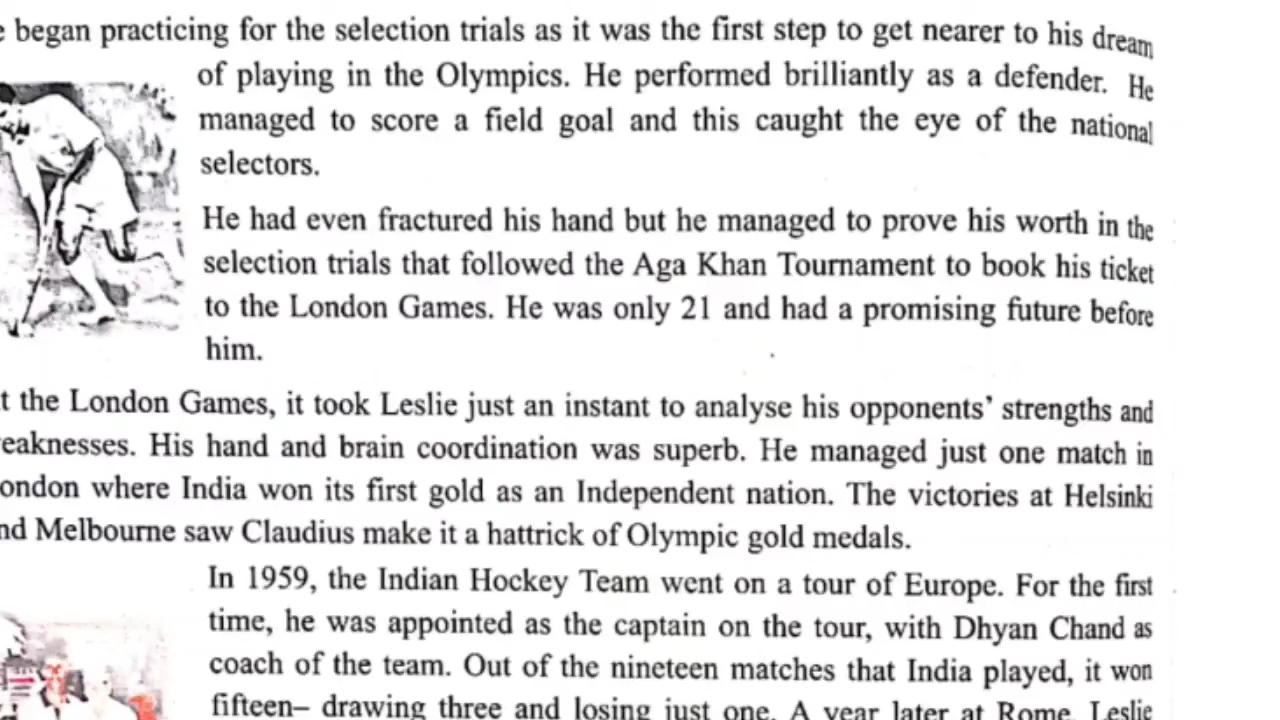 began practicing for the selection trials as it was the first step to get nearer to his dream
of playing in the Olympics. He performed brilliantly as a defender. He
managed to score a field goal and this caught the eye of the national
selectors.
He had even fractured his hand but he managed to prove his worth in the
selection trials that followed the Aga Khan Tournament to book his ticket
to the London Games. He was only 21 and had a promising future before
him.
t the London Games, it took Leslie just an instant to analyse his opponents' strengths and
eaknesses. His hand and brain coordination was superb. He managed just one match in
ondon where India won its first gold as an Independent nation. The victories at Helsinki
nd Melbourne saw Claudius make it a hattrick of Olympic gold medals.
In 1959, the Indian Hockey Team went on a tour of Europe. For the first
time, he was appointed as the captain on the tour, with Dhyan Chand as
coach of the team. Out of the nineteen matches that India played, it won
fifteen– drawing three and losing just one. A year later at Rome, Leslie